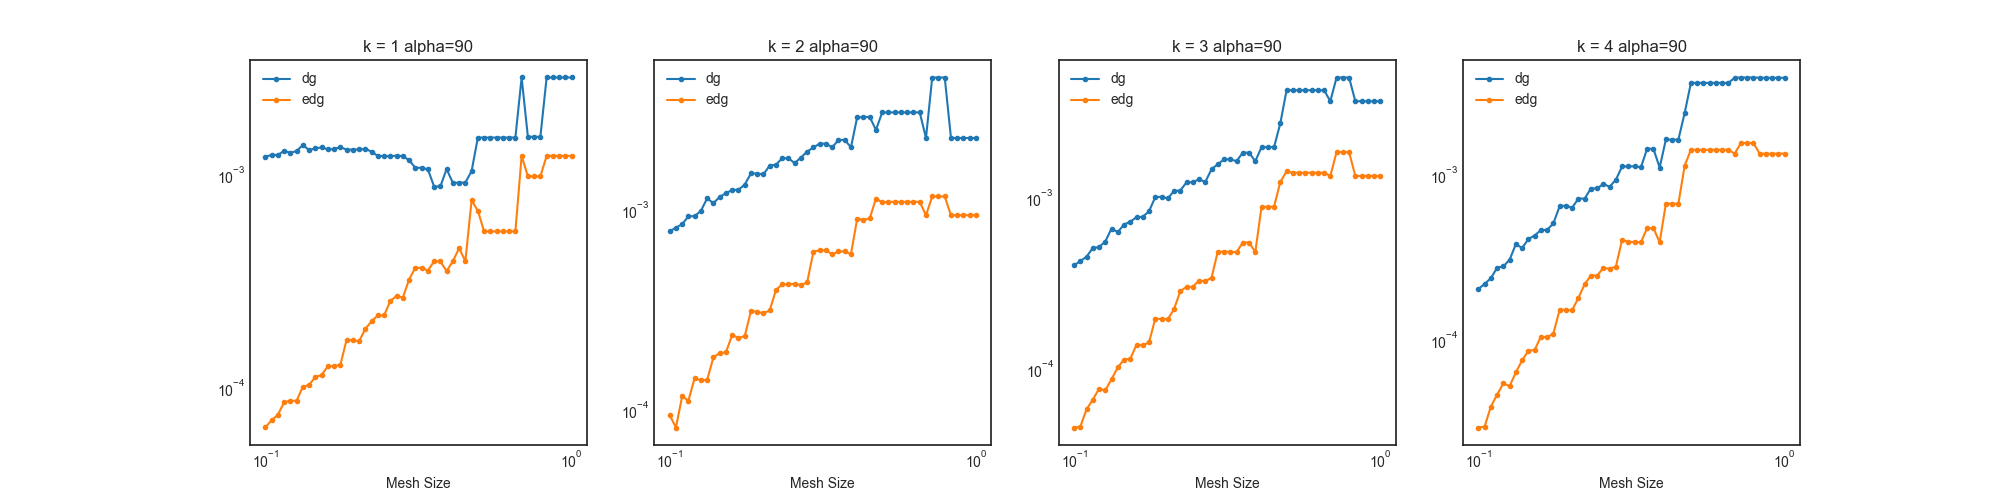 k = 1 alpha=90
dg
edg
10⁻³
10⁻⁴
10⁻¹
10⁰
Mesh Size
k = 2 alpha=90
dg
edg
10⁻³
10⁻⁴
10⁻¹
10⁰
Mesh Size
k = 3 alpha=90
dg
edg
10⁻³
10⁻⁴
10⁻¹
10⁰
Mesh Size
k = 4 alpha=90
dg
edg
10⁻³
10⁻⁴
10⁻¹
10⁰
Mesh Size